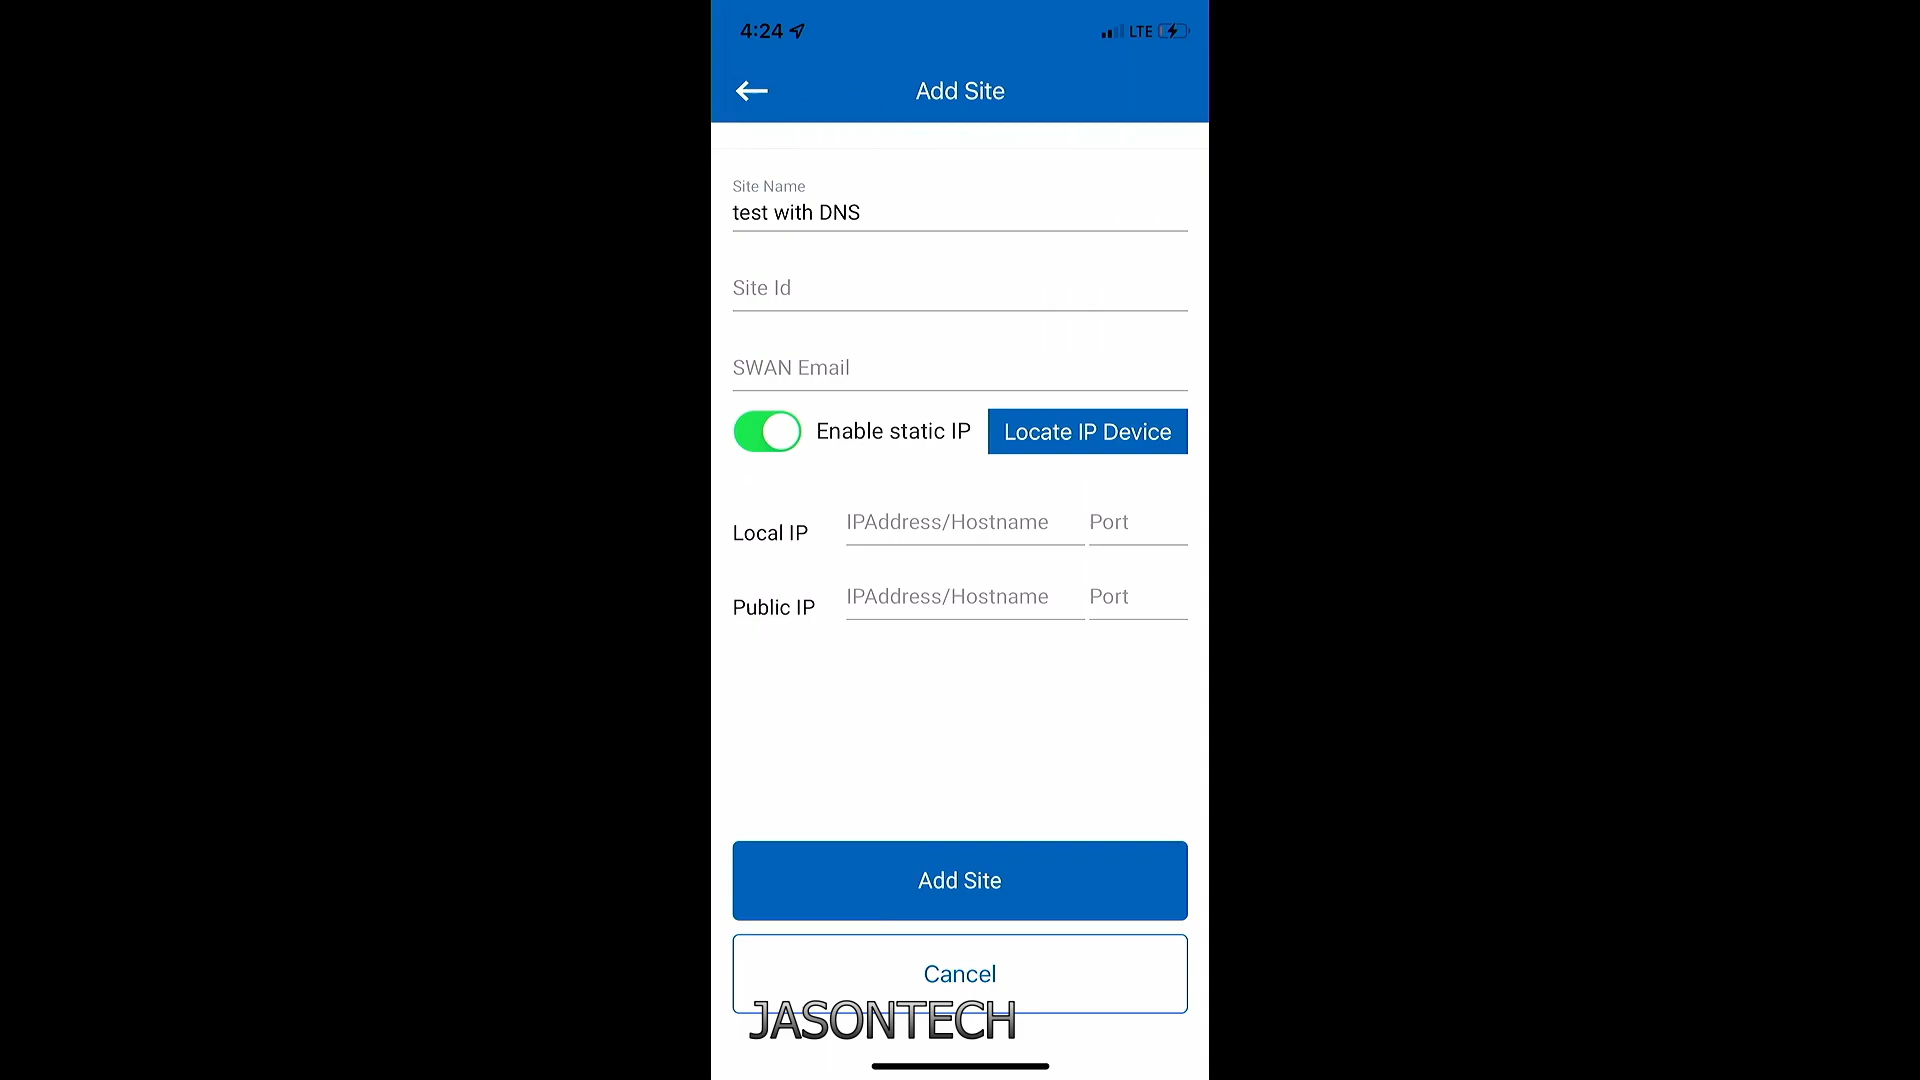 4:24
LTE
Add Site
Site Name
test with DNS
Site Id
SWAN Email
Enable static IP
Locate IP Device
Local IP
IPAddress/Hostname
Port
Public IP
IPAddress/Hostname
Port
Add Site
Cancel
JASONTECH